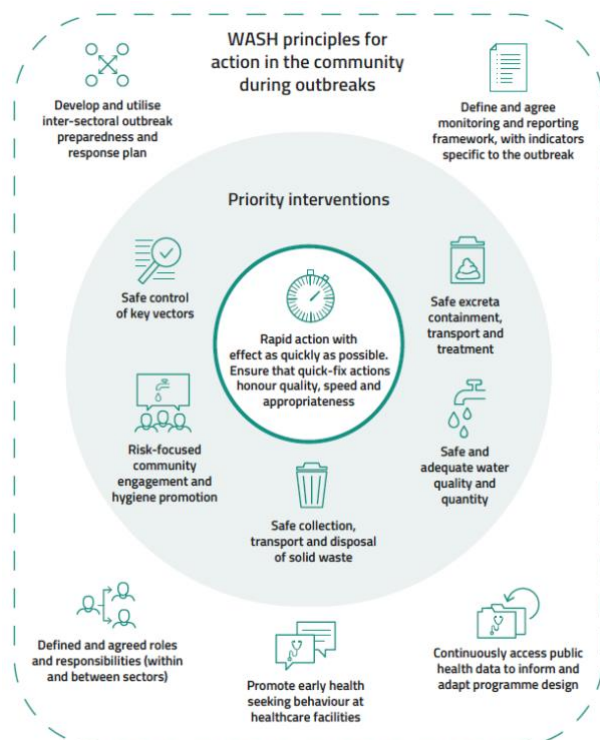 WASH principles for
action in the community
during outbreaks
Develop and utilise
inter-sectoral outbreak
preparedness and
response plan
Define and agree
monitoring and reporting
framework, with indicators
specific to the outbreak
Priority interventions
Safe control
of key vectors
Rapid action with
effect as quickly as possible.
Ensure that quick-fix actions
honour quality, speed and
appropriateness
Safe excreta
containment,
transport and
treatment
Risk-focused
community
engagement and
hygiene promotion
Safe and
adequate water
quality and
quantity
Safe collection,
transport and disposal
of solid waste
Defined and agreed roles
and responsibilities (within
and between sectors)
Promote early health
seeking behaviour at
healthcare facilities
Continuously access public
health data to inform and
adapt programme design